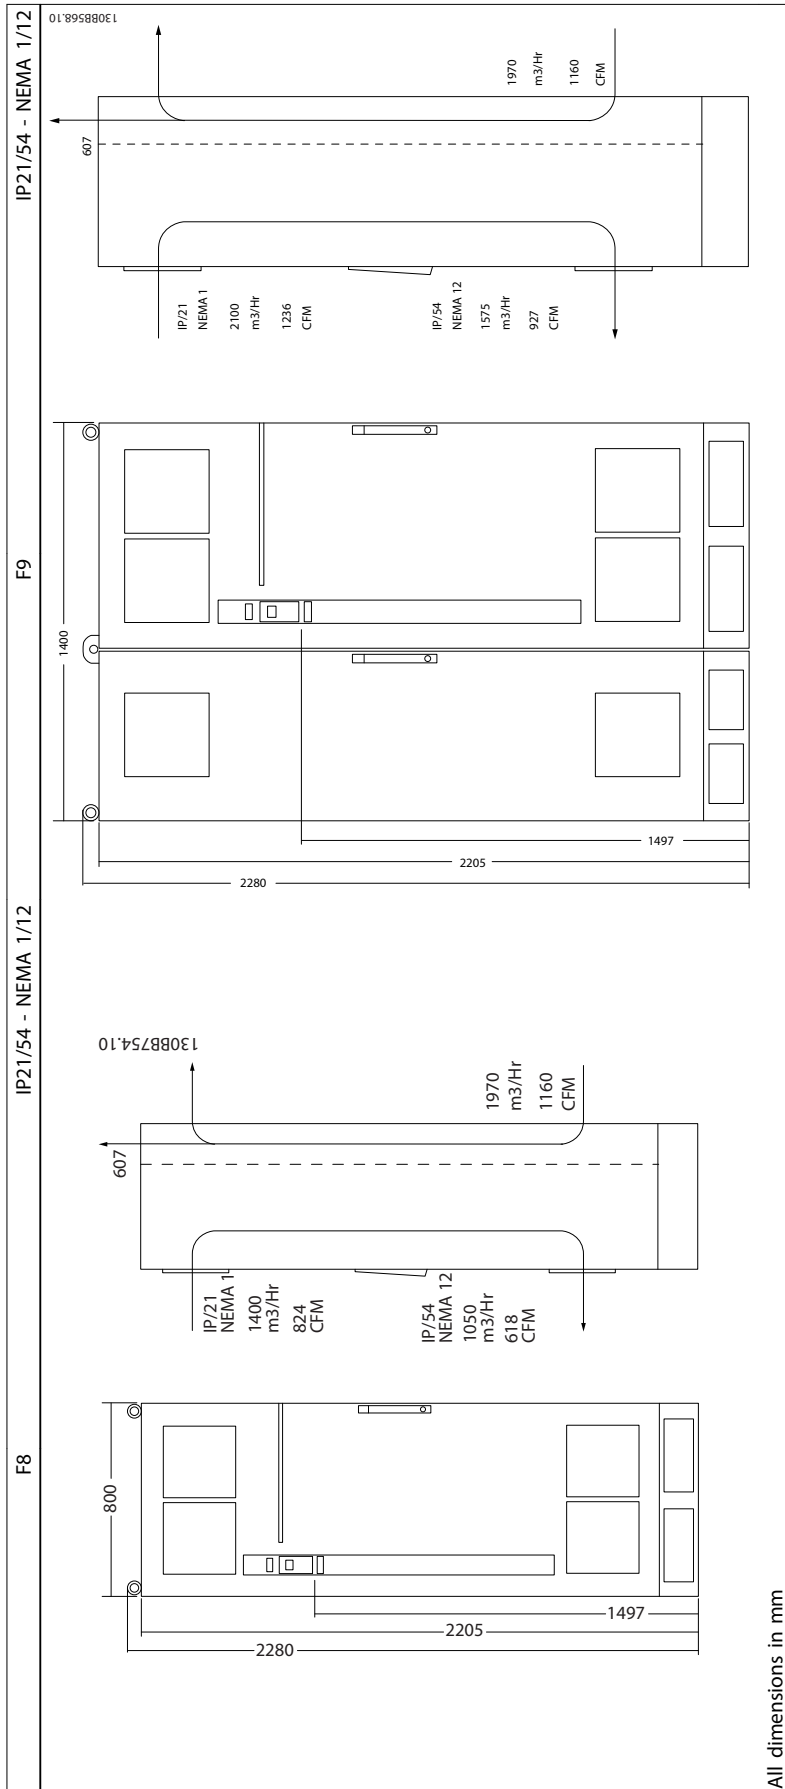 F8
IP21/54 - NEMA 1/12
F9
IP21/54 - NEMA 1/12
800
2280
2205
1497
IP/21
NEMA 1
1400
m3/Hr
824
CFM
IP/54
NEMA 12
1050
m3/Hr
618
CFM
607
1970
m3/Hr
1160
CFM
130BB754.10
1400
2280
2205
1497
IP/21
NEMA 1
2100
m3/Hr
1236
CFM
IP/54
NEMA 12
1575
m3/Hr
927
CFM
607
1970
m3/Hr
1160
CFM
130BB568.10
All dimensions in mm